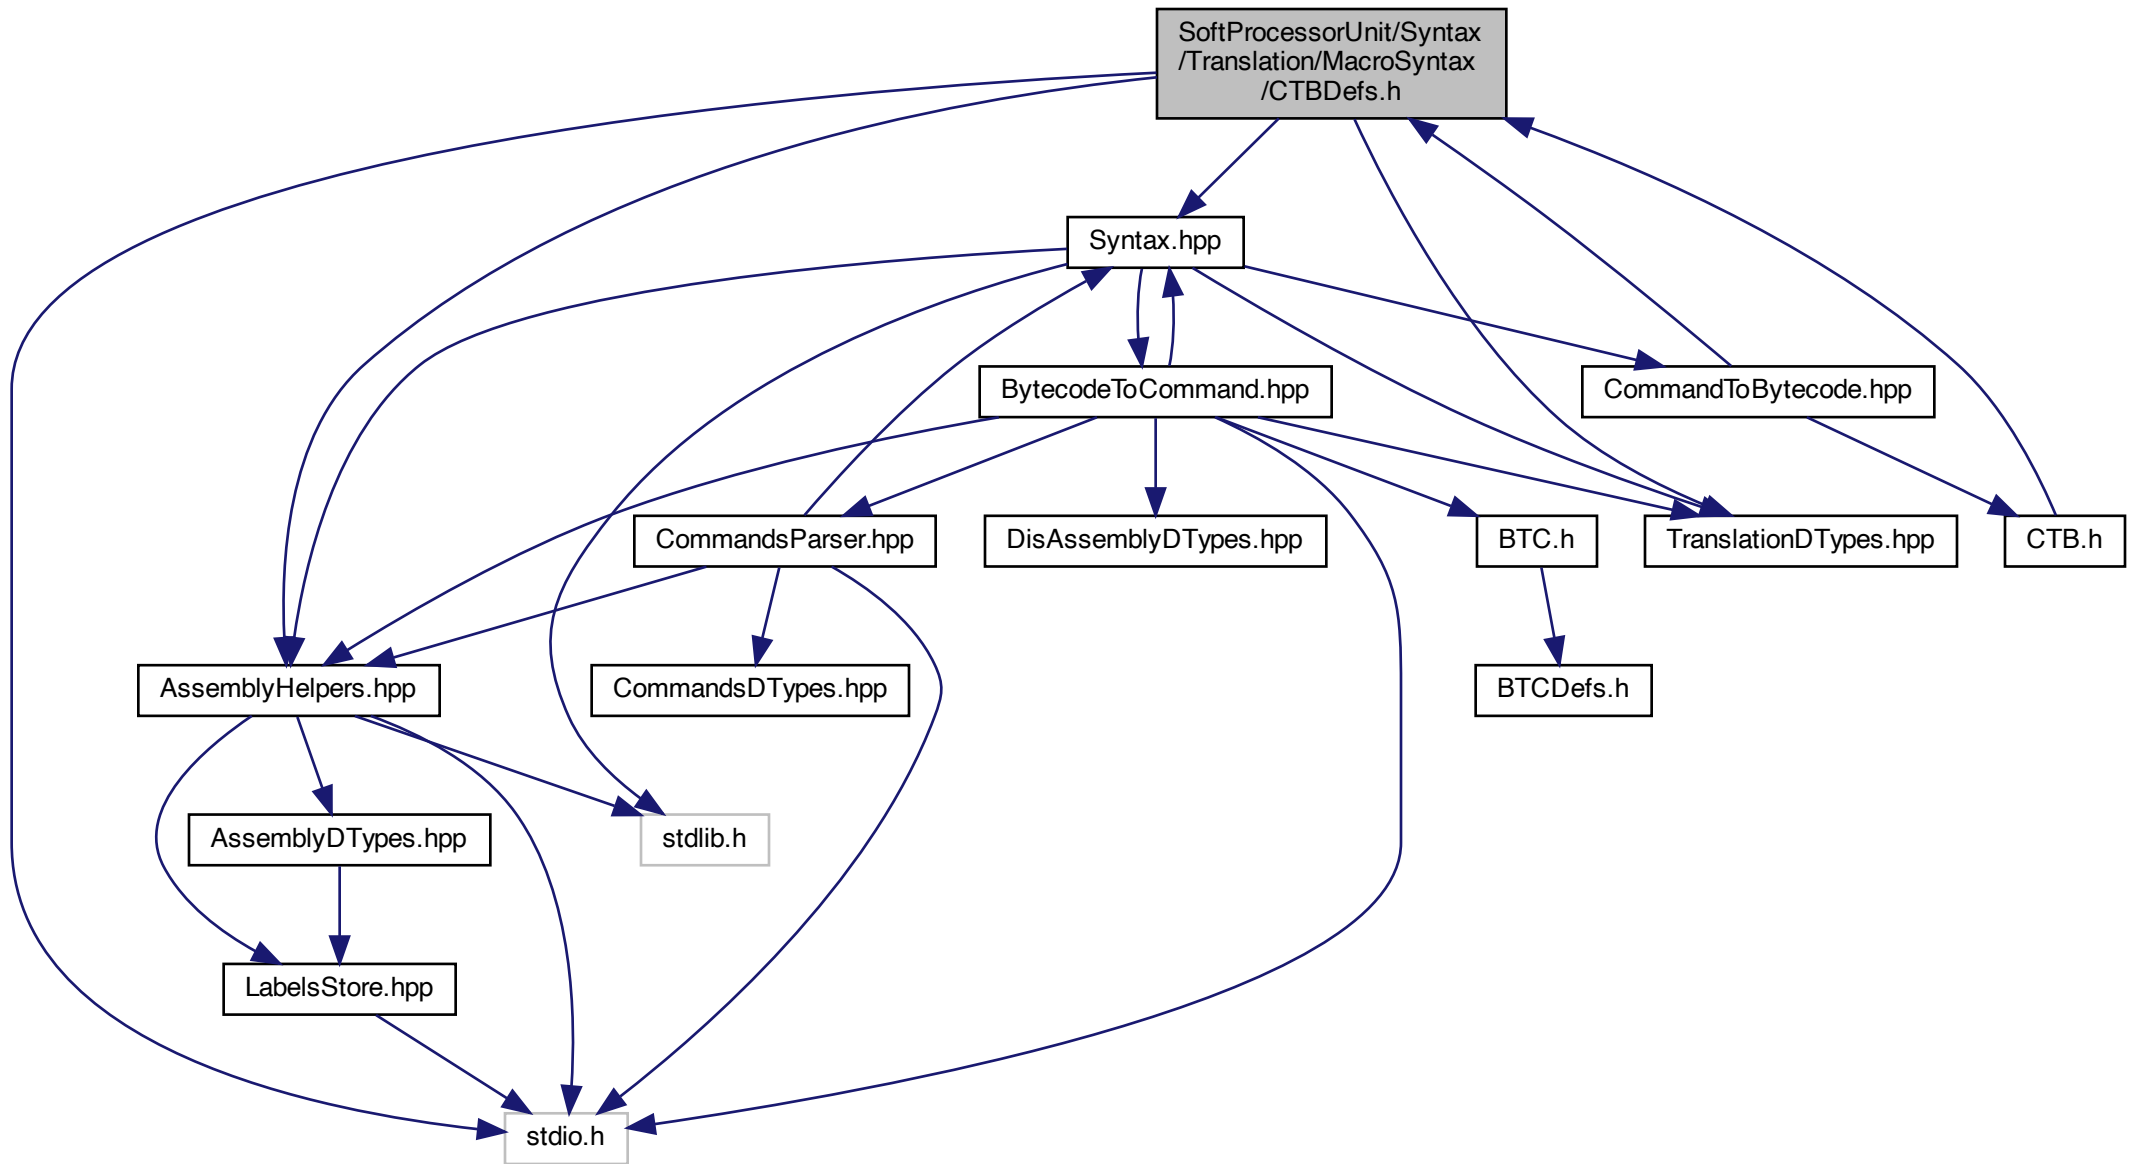 SoftProcessorUnit/Syntax
/Translation/MacroSyntax
/CTBDefs.h
Syntax.hpp
BytecodeToCommand.hpp
CommandToBytecode.hpp
CommandsParser.hpp
DisAssemblyDTypes.hpp
BTC.h
TranslationDTypes.hpp
CTB.h
AssemblyHelpers.hpp
CommandsDTypes.hpp
BTCDefs.h
AssemblyDTypes.hpp
stdlib.h
LabelsStore.hpp
stdio.h